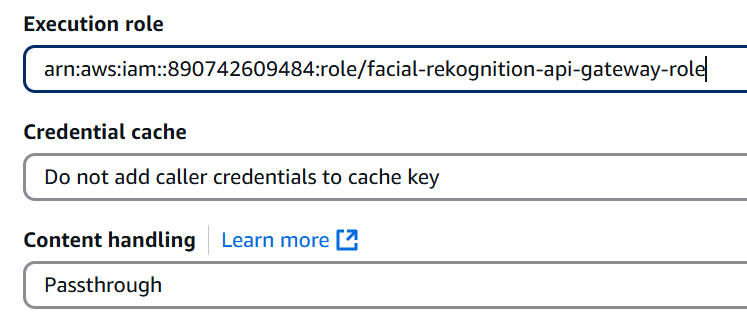 Execution role
arn:aws:iam::890742609484:role/facial-rekognition-api-gateway-role
Credential cache
Do not add caller credentials to cache key
Content handling Learn more
Passthrough